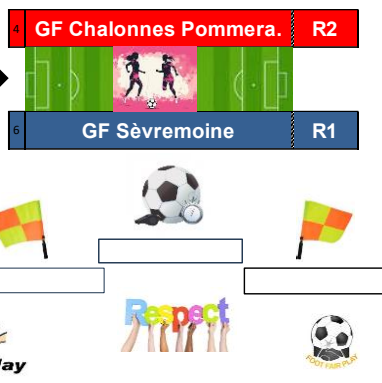 4 GF Chalonnes Pommera. R2
6 GF Sèvremoine R1
Respect
lay
FOOT FAIR PLAY